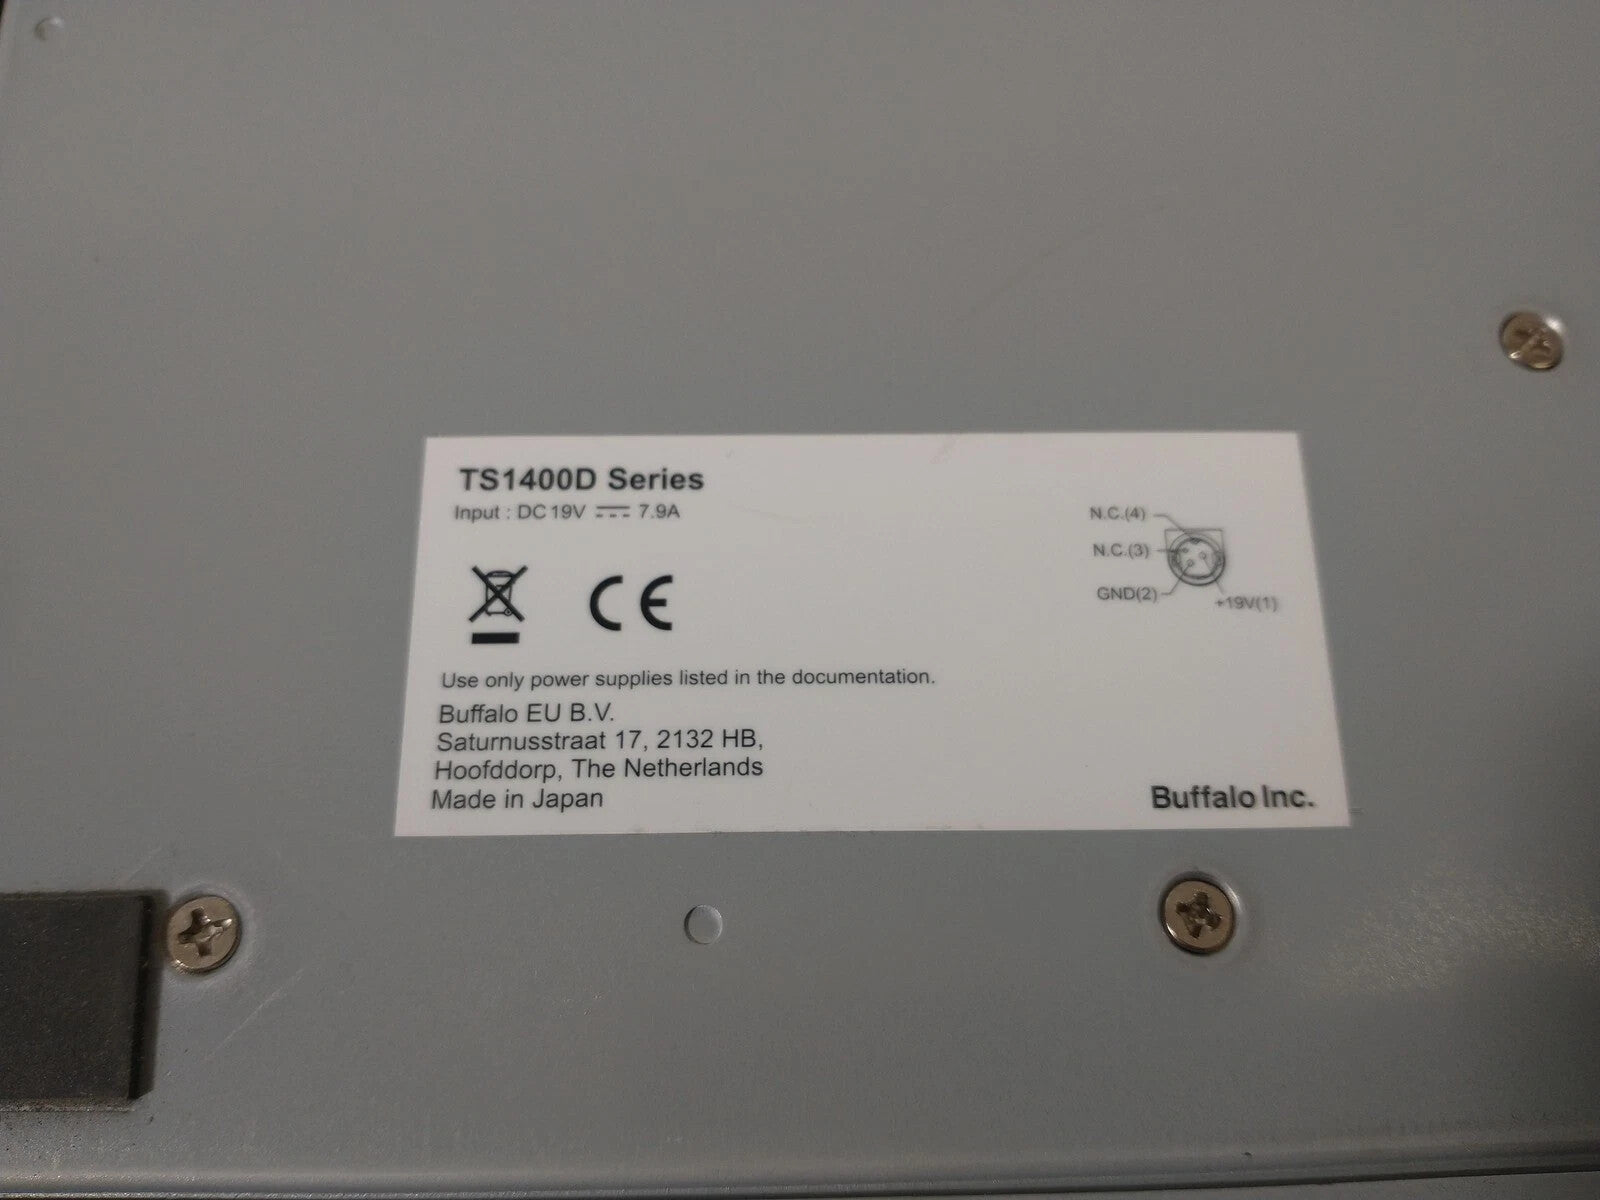 TS1400D Series
Input : DC 19V ⎓ 7.9A
N.C.(4)
N.C.(3)
GND(2)
+19V(1)
CE
Use only power supplies listed in the documentation.
Buffalo EU B.V.
Saturnusstraat 17, 2132 HB,
Hoofddorp, The Netherlands
Made in Japan
Buffalo Inc.